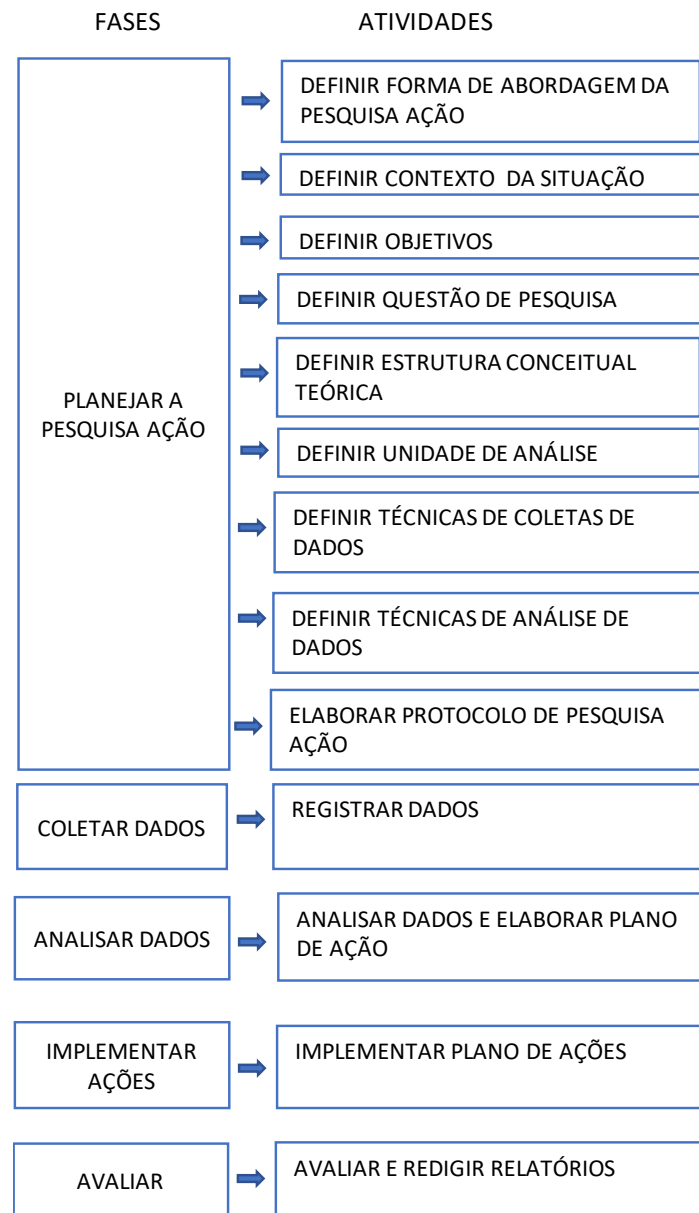 FASES ATIVIDADES
DEFINIR FORMA DE ABORDAGEM DA
PESQUISA AÇÃO
DEFINIR CONTEXTO DA SITUAÇÃO
DEFINIR OBJETIVOS
DEFINIR QUESTÃO DE PESQUISA
DEFINIR ESTRUTURA CONCEITUAL
TEÓRICA
PLANEJAR A
PESQUISA AÇÃO
DEFINIR UNIDADE DE ANÁLISE
DEFINIR TÉCNICAS DE COLETAS DE
DADOS
DEFINIR TÉCNICAS DE ANÁLISE DE
DADOS
ELABORAR PROTOCOLO DE PESQUISA
AÇÃO
COLETAR DADOS
REGISTRAR DADOS
ANALISAR DADOS
ANALISAR DADOS E ELABORAR PLANO
DE AÇÃO
IMPLEMENTAR
AÇÕES
IMPLEMENTAR PLANO DE AÇÕES
AVALIAR
AVALIAR E REDIGIR RELATÓRIOS